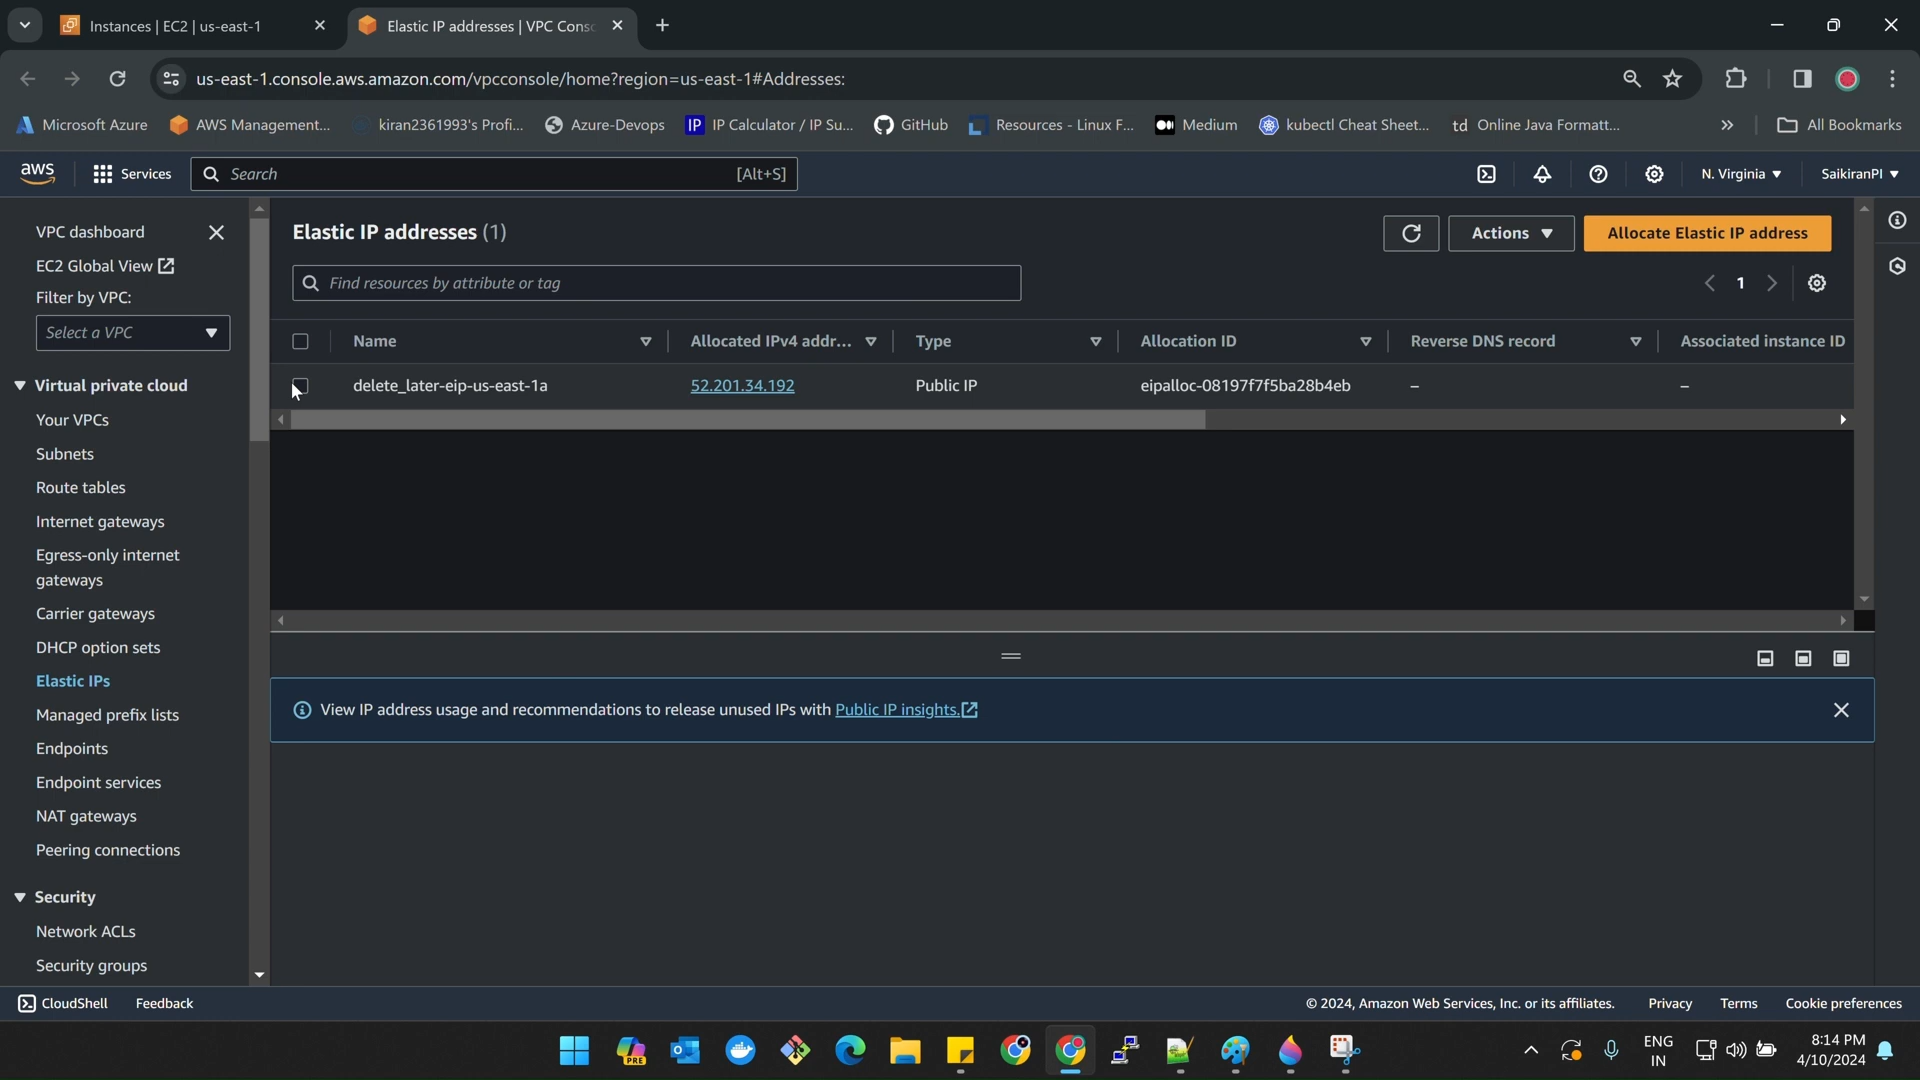 Instances | EC2 | us-east-1
Elastic IP addresses | VPC Cons
us-east-1.console.aws.amazon.com/vpcconsole/home?region=us-east-1#Addresses:
Microsoft Azure
AWS Management...
kiran2361993's Profi...
Azure-Devops
IP
IP Calculator / IP Su...
GitHub
Resources - Linux F...
Medium
kubectl Cheat Sheet...
td
Online Java Formatt...
All Bookmarks
aws
Services
Search
[Alt+S]
N. Virginia
SaikiranPI
VPC dashboard
EC2 Global View
Filter by VPC:
Select a VPC
Virtual private cloud
Your VPCs
Subnets
Route tables
Internet gateways
Egress-only internet
gateways
Carrier gateways
DHCP option sets
Elastic IPs
Managed prefix lists
Endpoints
Endpoint services
NAT gateways
Peering connections
Security
Network ACLs
Security groups
Elastic IP addresses (1)
Actions
Allocate Elastic IP address
Find resources by attribute or tag
1
Name
Allocated IPv4 addr...
Type
Allocation ID
Reverse DNS record
Associated instance ID
delete_later-eip-us-east-1a
52.201.34.192
Public IP
eipalloc-08197f7f5ba28b4eb
–
–
View IP address usage and recommendations to release unused IPs with Public IP insights.
CloudShell
Feedback
© 2024, Amazon Web Services, Inc. or its affiliates.
Privacy
Terms
Cookie preferences
PRE
ENG
IN
8:14 PM
4/10/2024